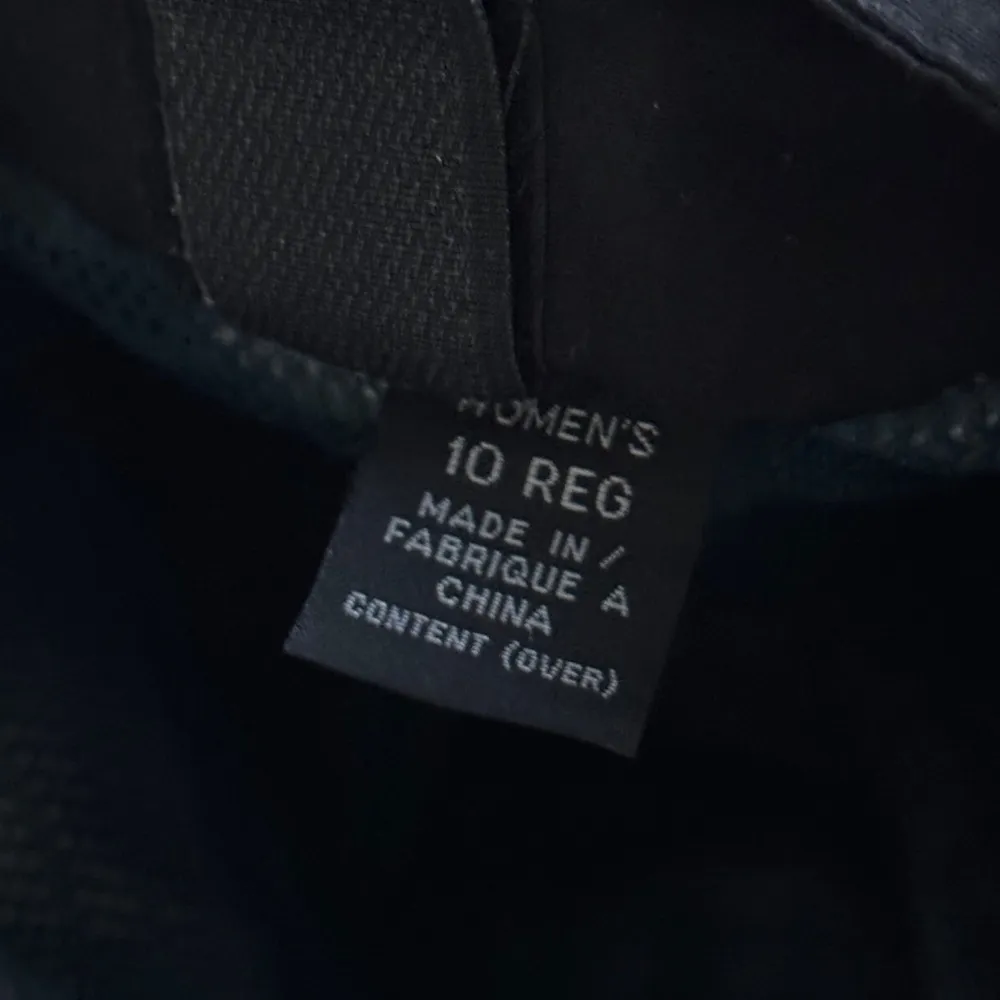 WOMEN'S
10 REG
MADE IN /
FABRIQUE A
CHINA
CONTENT (OVER)